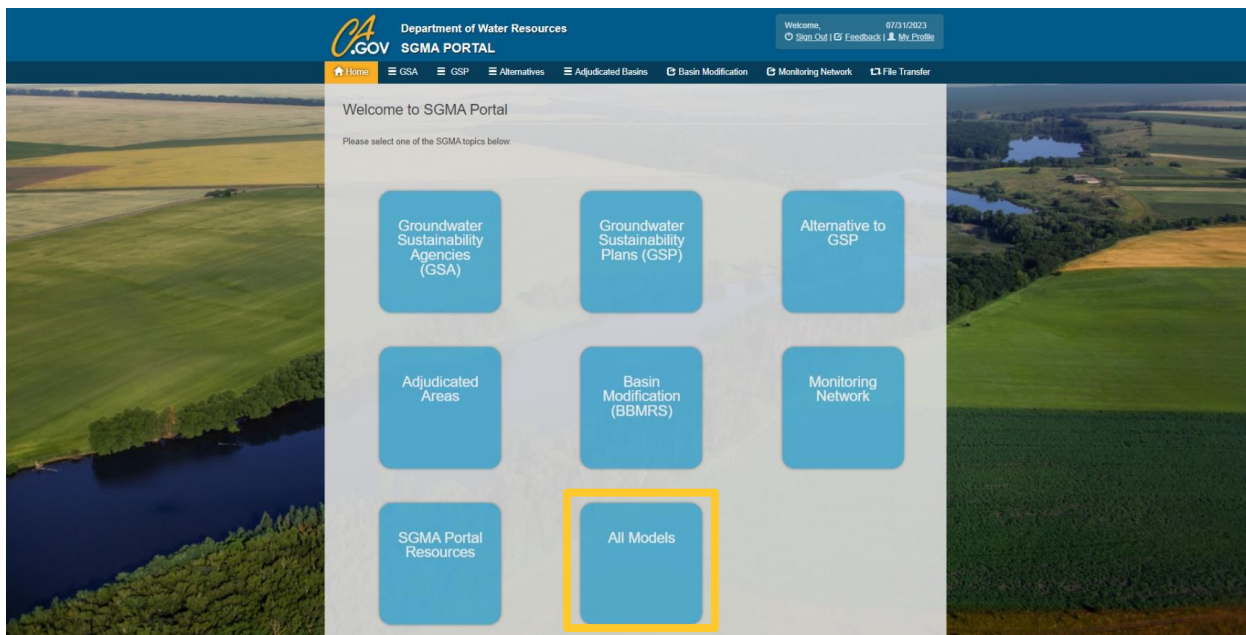 CA
.GOV
Department of Water Resources
SGMA PORTAL
Welcome, 07/31/2023
Sign Out | Feedback | My Profile
Home GSA GSP Alternatives Adjudicated Basins Basin Modification Monitoring Network File Transfer
Welcome to SGMA Portal
Please select one of the SGMA topics below.
Groundwater
Sustainability
Agencies
(GSA)
Groundwater
Sustainability
Plans (GSP)
Alternative to
GSP
Adjudicated
Areas
Basin
Modification
(BBMRS)
Monitoring
Network
SGMA Portal
Resources
All Models